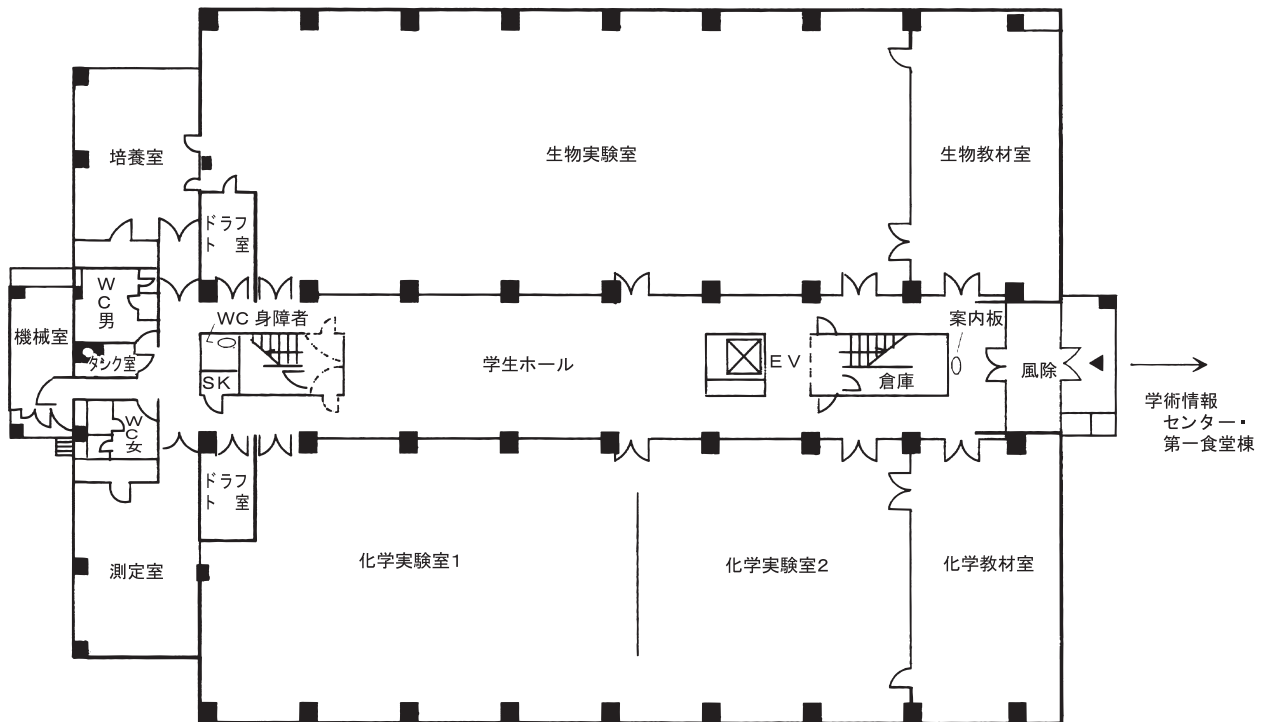 培養室
生物実験室
生物教材室
ドラフ
ト 室
WC男
WC 身障者
案内板
機械室
タンク室
学生ホール
EV
倉庫
風除
SK
学術情報
センター・
第一食堂棟
WC女
ドラフ
ト 室
測定室
化学実験室1
化学実験室2
化学教材室